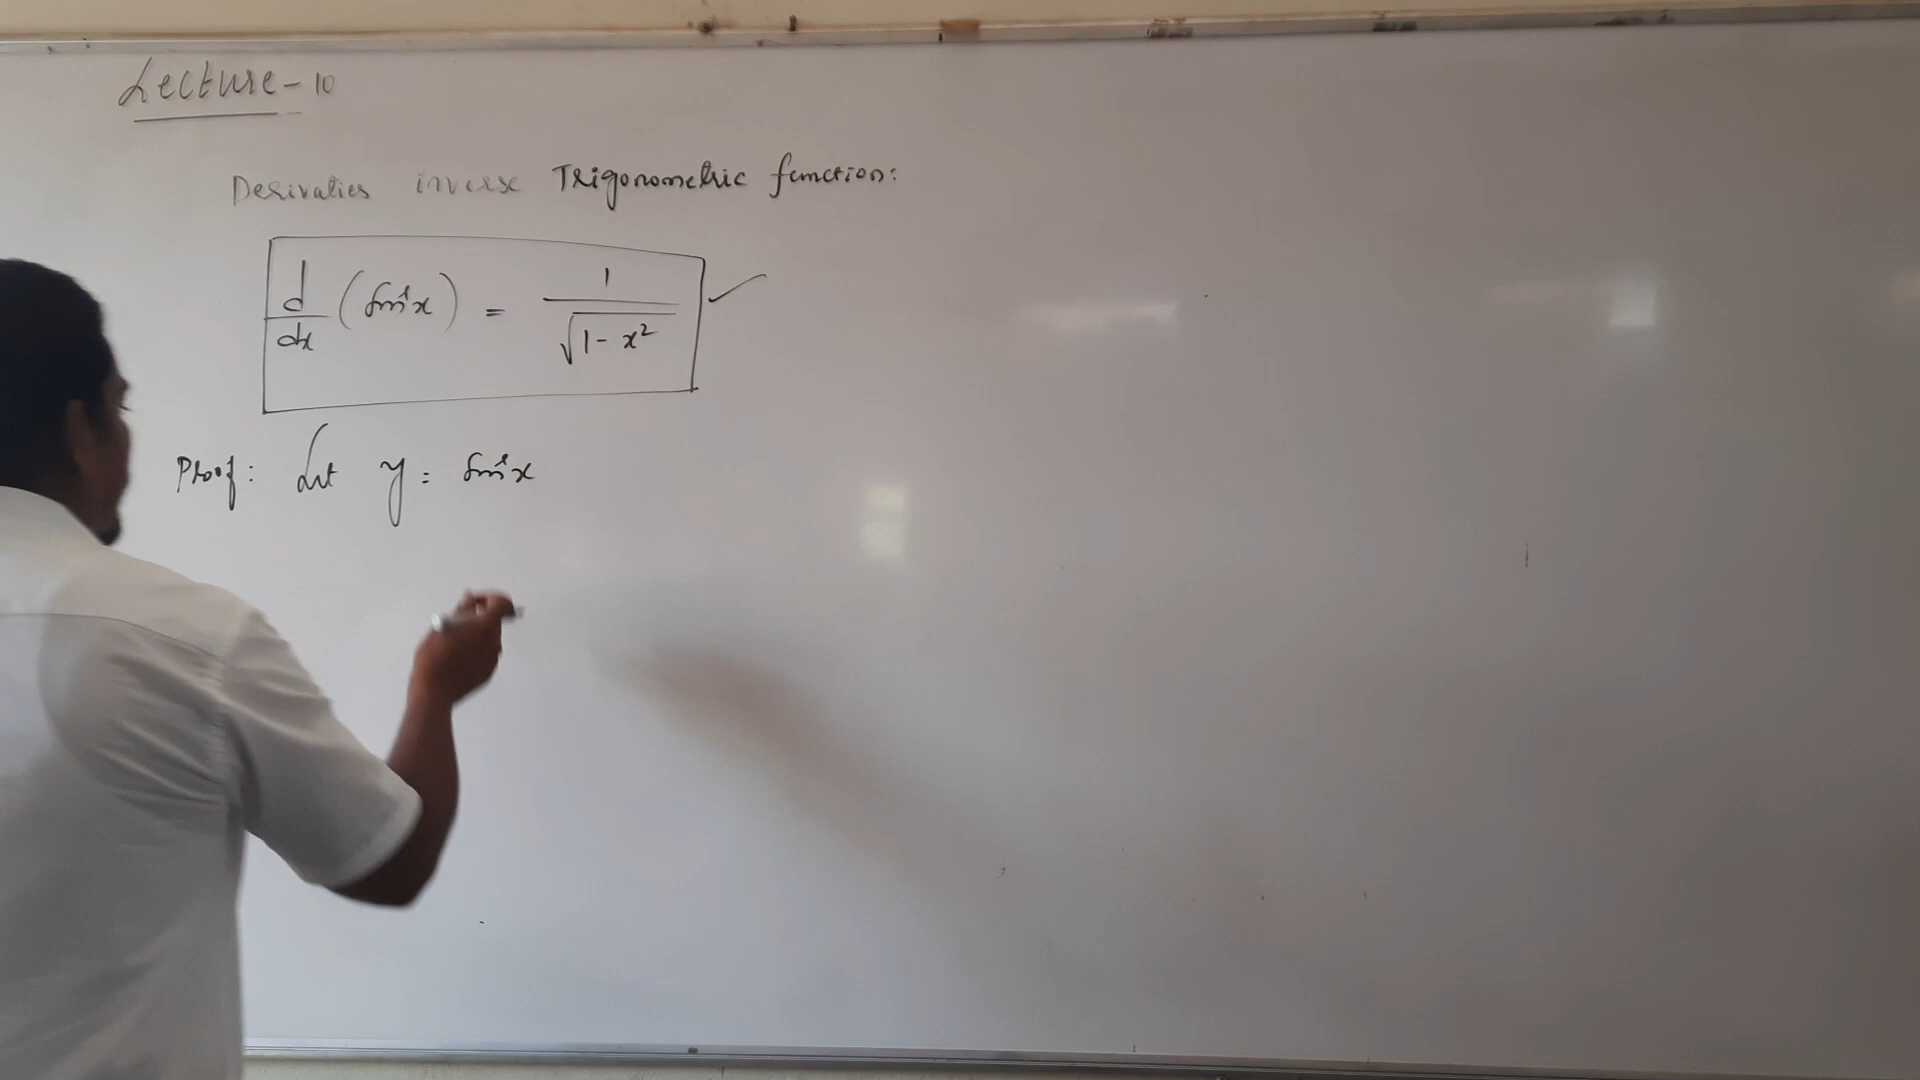 Lecture - 10
Derivaties inverse Trigonometric function:
d/dx (sin⁻¹x) = 1/√(1 - x²) ✓
Proof: Let y = sin⁻¹x